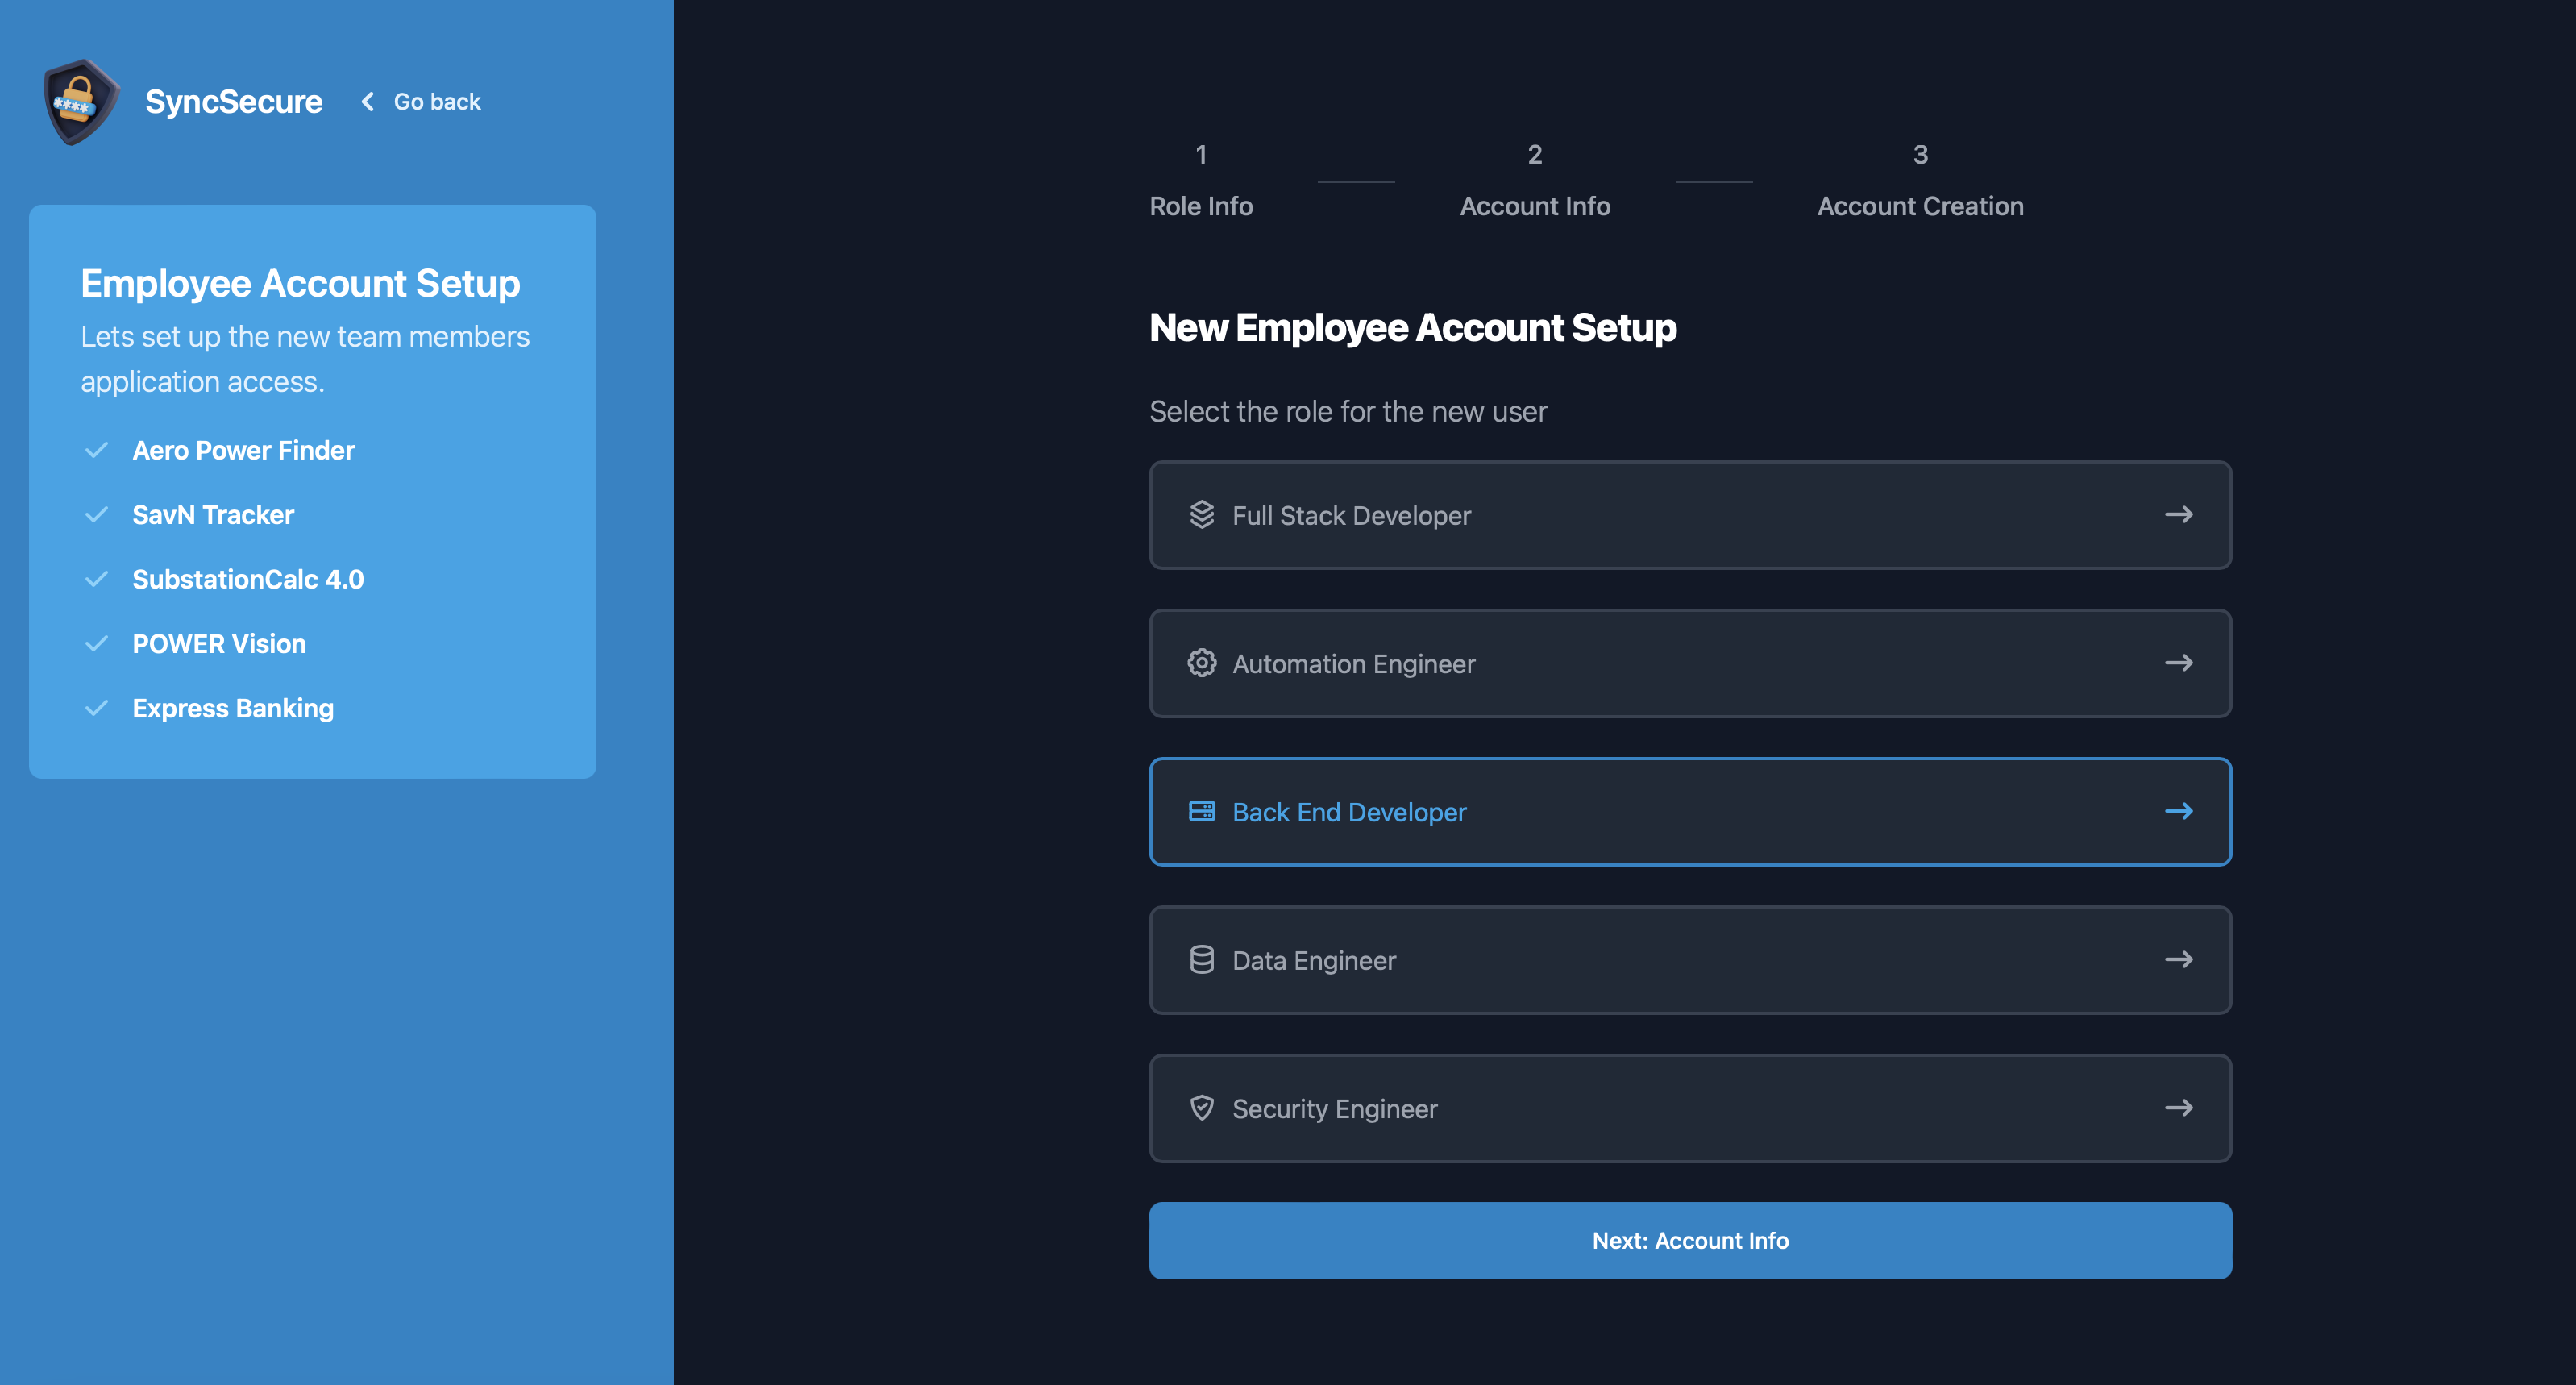 ****
SyncSecure
Go back
Employee Account Setup
Lets set up the new team members
application access.
Aero Power Finder
SavN Tracker
SubstationCalc 4.0
POWER Vision
Express Banking
1
Role Info
2
Account Info
3
Account Creation
New Employee Account Setup
Select the role for the new user
Full Stack Developer
Automation Engineer
Back End Developer
Data Engineer
Security Engineer
Next: Account Info